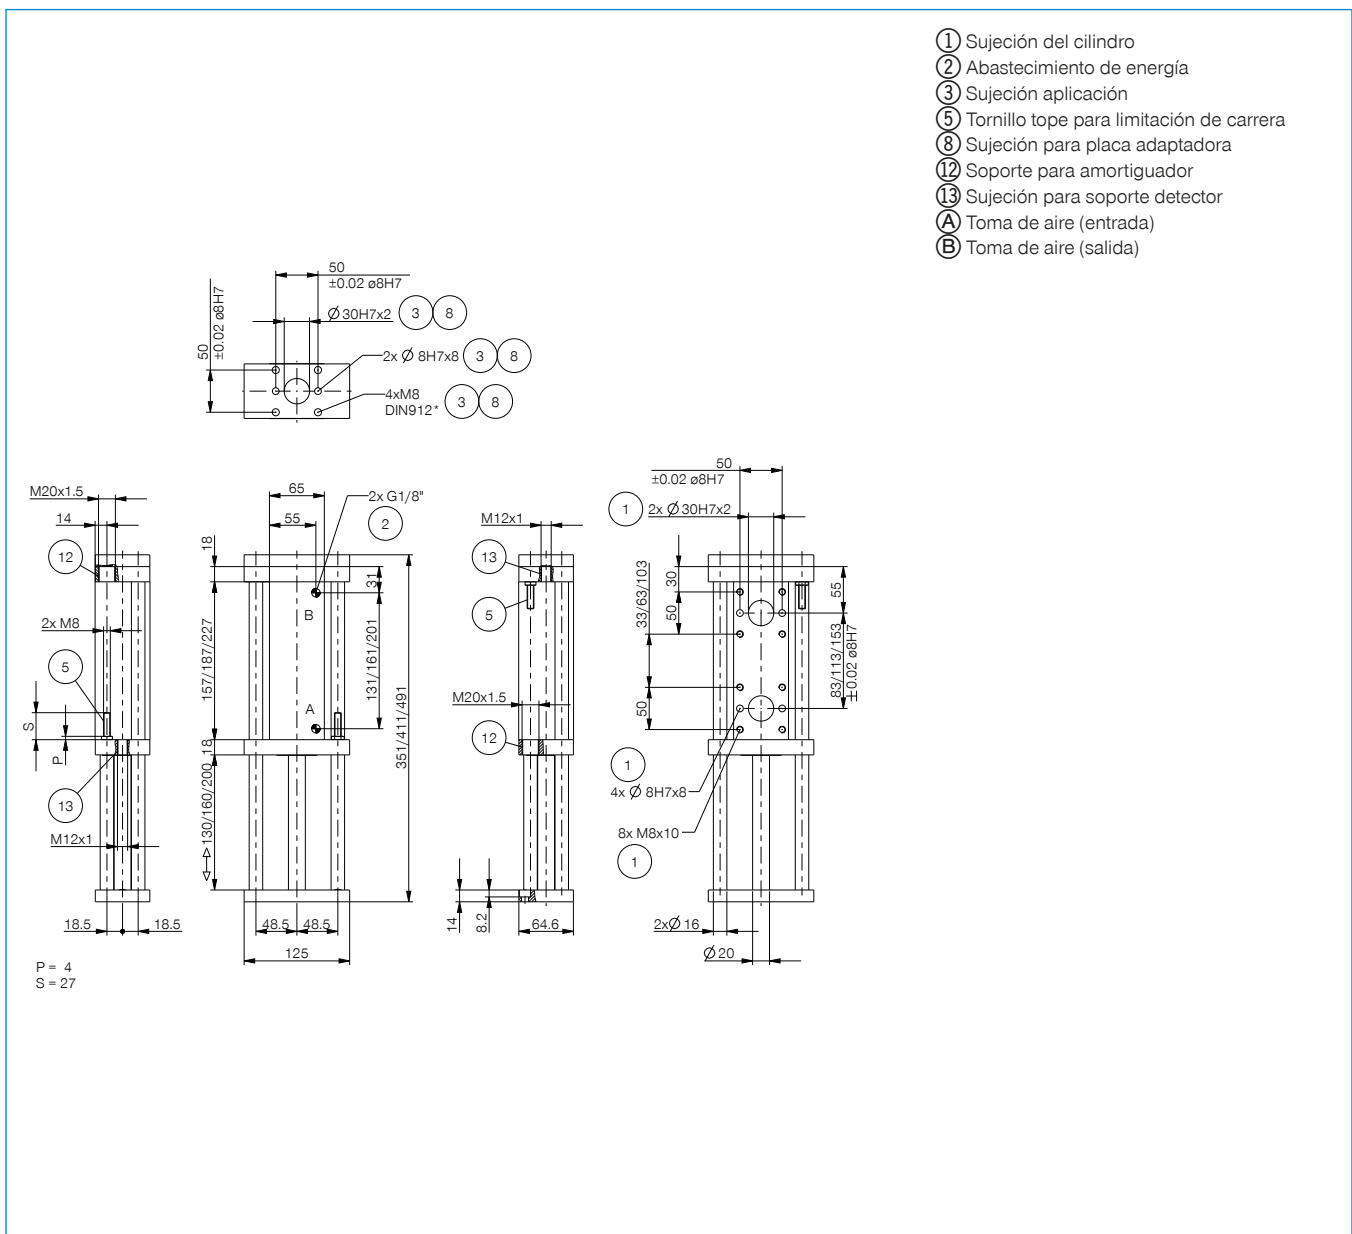 1 Sujeción del cilindro
2 Abastecimiento de energía
3 Sujeción aplicación
5 Tornillo tope para limitación de carrera
8 Sujeción para placa adaptadora
12 Soporte para amortiguador
13 Sujeción para soporte detector
A Toma de aire (entrada)
B Toma de aire (salida)
50
±0.02 ø8H7
50
±0.02 ø8H7
Ø 30H7x2 3 8
2x Ø 8H7x8 3 8
4xM8
DIN912* 3 8
M20x1.5
14
12
2x M8
5
S
P
13
M12x1
18.5
18.5
P = 4
S = 27
65
55
2x G1/8"
2
18
31
B
157/187/227
131/161/201
351/411/491
A
18
130/160/200
48.5
48.5
125
M12x1
13
5
M20x1.5
12
14
8.2
64.6
50
±0.02 ø8H7
1 2x Ø 30H7x2
30
55
33/63/103
50
83/113/153
±0.02 ø8H7
50
1
4x Ø 8H7x8
8x M8x10
1
2xØ 16
Ø 20